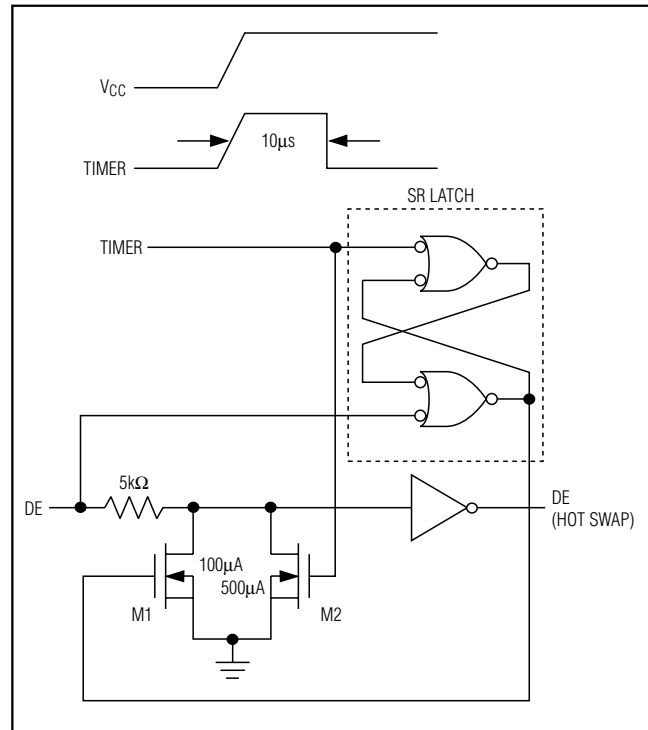 VCC
TIMER
10μs
SR LATCH
TIMER
DE
5kΩ
100μA
500μA
M1
M2
DE
(HOT SWAP)